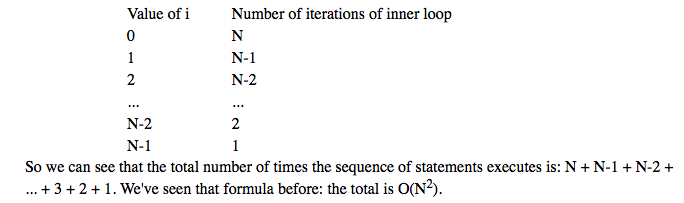 Value of i Number of iterations of inner loop
0 N
1 N-1
2 N-2
... ...
N-2 2
N-1 1
So we can see that the total number of times the sequence of statements executes is: N + N-1 + N-2 +
... + 3 + 2 + 1. We've seen that formula before: the total is O(N²).